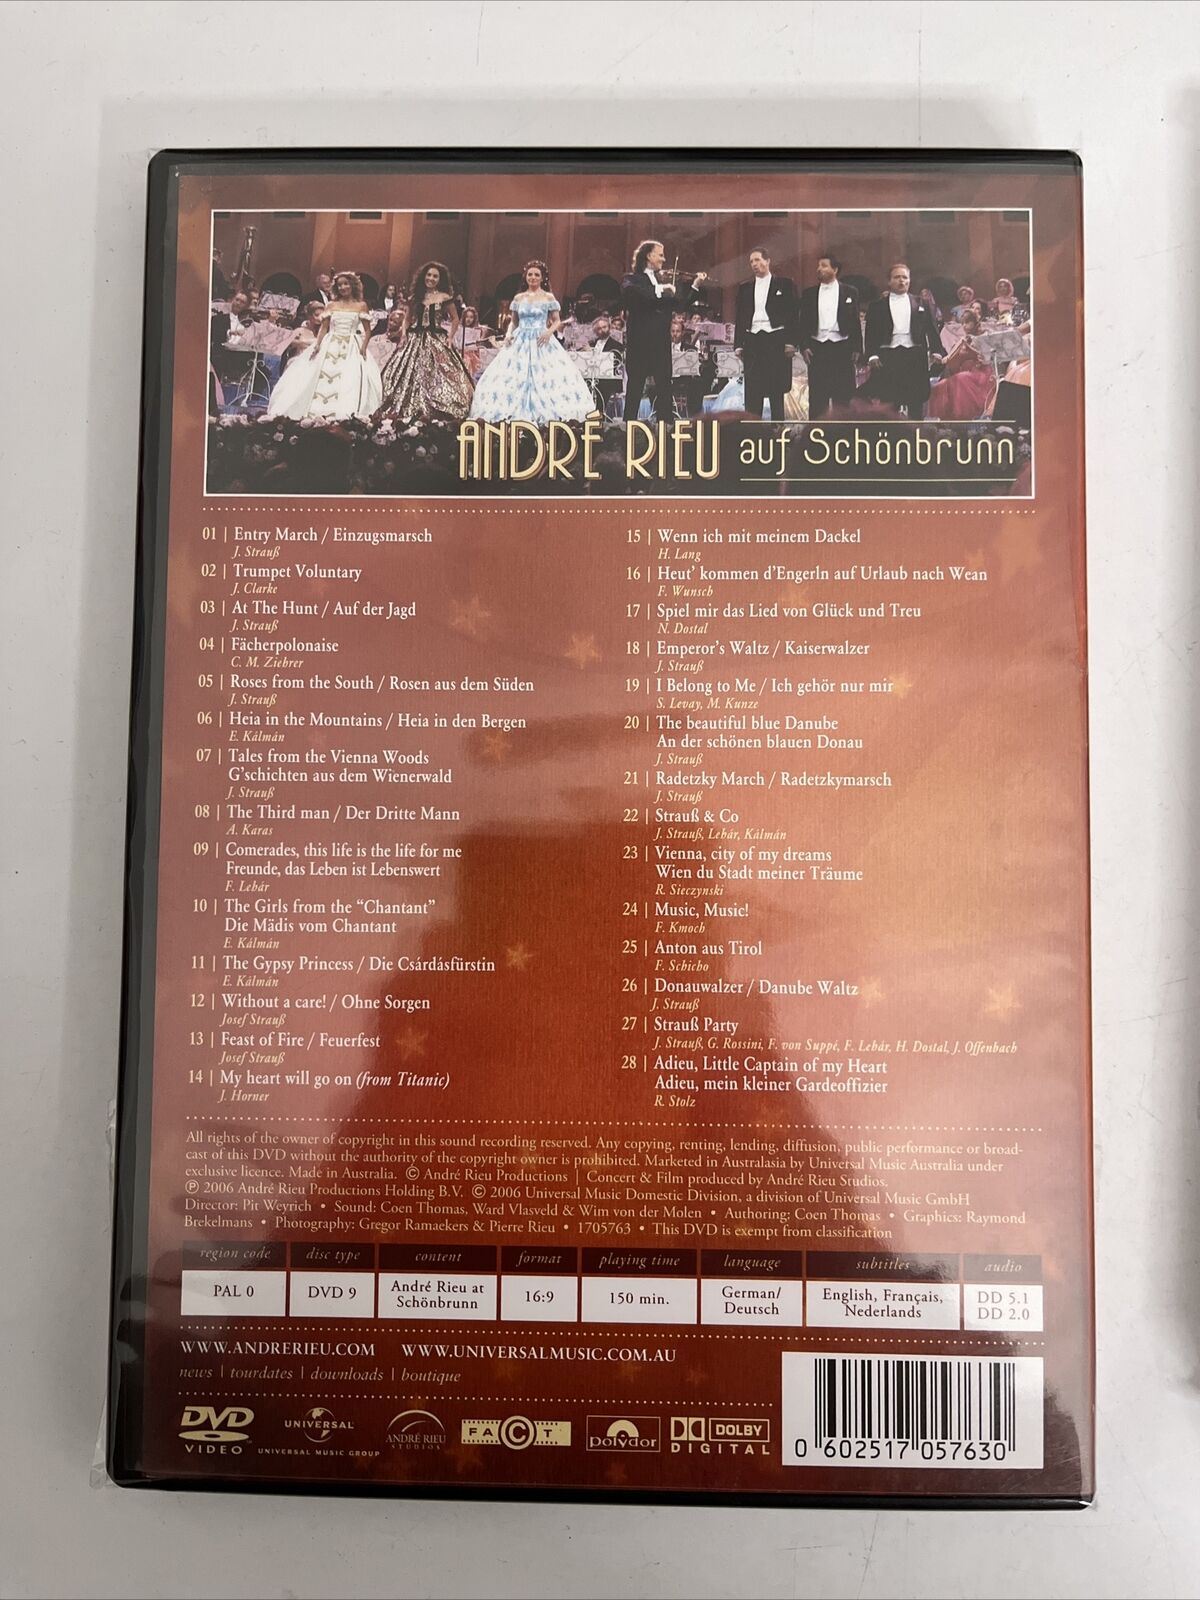 ANDRÉ RIEU auf Schönbrunn
01 | Entry March / Einzugsmarsch
J. Strauß
02 | Trumpet Voluntary
J. Clarke
03 | At The Hunt / Auf der Jagd
J. Strauß
04 | Fächerpolonaise
C. M. Ziehrer
05 | Roses from the South / Rosen aus dem Süden
J. Strauß
06 | Heia in the Mountains / Heia in den Bergen
E. Kálmán
07 | Tales from the Vienna Woods
G'schichten aus dem Wienerwald
J. Strauß
08 | The Third man / Der Dritte Mann
A. Karas
09 | Comerades, this life is the life for me
Freunde, das Leben ist Lebenswert
F. Lehár
10 | The Girls from the "Chantant"
Die Mädis vom Chantant
E. Kálmán
11 | The Gypsy Princess / Die Csárdásfürstin
E. Kálmán
12 | Without a care! / Ohne Sorgen
Josef Strauß
13 | Feast of Fire / Feuerfest
Josef Strauß
14 | My heart will go on (from Titanic)
J. Horner
15 | Wenn ich mit meinem Dackel
H. Lang
16 | Heut' kommen d'Engerln auf Urlaub nach Wean
F. Wunsch
17 | Spiel mir das Lied von Glück und Treu
N. Dostal
18 | Emperor's Waltz / Kaiserwalzer
J. Strauß
19 | I Belong to Me / Ich gehör nur mir
S. Levay, M. Kunze
20 | The beautiful blue Danube
An der schönen blauen Donau
J. Strauß
21 | Radetzky March / Radetzkymarsch
J. Strauß
22 | Strauß & Co
J. Strauß, Lehár, Kálmán
23 | Vienna, city of my dreams
Wien du Stadt meiner Träume
R. Sieczynski
24 | Music, Music!
F. Kmoch
25 | Anton aus Tirol
F. Schicho
26 | Donauwalzer / Danube Waltz
J. Strauß
27 | Strauß Party
J. Strauß, G. Rossini, F. von Suppé, F. Lehár, H. Dostal, J. Offenbach
28 | Adieu, Little Captain of my Heart
Adieu, mein kleiner Gardeoffizier
R. Stolz
All rights of the owner of copyright in this sound recording reserved. Any copying, renting, lending, diffusion, public performance or broad-
cast of this DVD without the authority of the copyright owner is prohibited. Marketed in Australasia by Universal Music Australia under
exclusive licence. Made in Australia. © André Rieu Productions | Concert & Film produced by André Rieu Studios.
℗ 2006 André Rieu Productions Holding B.V. © 2006 Universal Music Domestic Division, a division of Universal Music GmbH
Director: Pit Weyrich • Sound: Coen Thomas, Ward Vlasveld & Wim von der Molen • Authoring: Coen Thomas • Graphics: Raymond
Brekelmans • Photography: Gregor Ramaekers & Pierre Rieu • 1705763 • This DVD is exempt from classification
region code disc type content format playing time language subtitles audio
PAL 0 DVD 9 André Rieu at Schönbrunn 16:9 150 min. German/ Deutsch English, Français, Nederlands DD 5.1 DD 2.0
WWW.ANDRERIEU.COM WWW.UNIVERSALMUSIC.COM.AU
news | tourdates | downloads | boutique
DVD VIDEO UNIVERSAL UNIVERSAL MUSIC GROUP ANDRÉ RIEU STUDIOS FACT polydor DOLBY DIGITAL
0 602517 057630